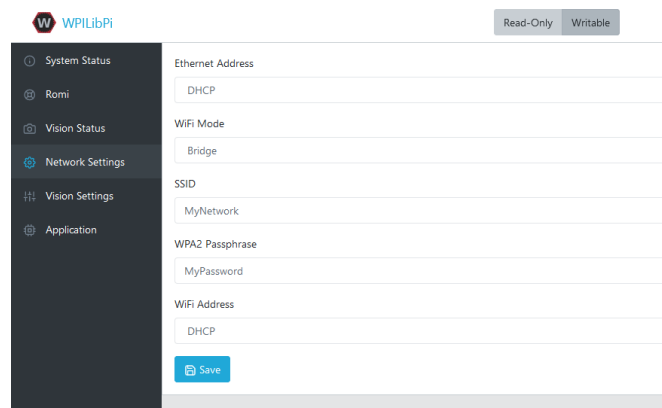 W WPILibPi
Read-Only Writable
System Status
Romi
Vision Status
Network Settings
Vision Settings
Application
Ethernet Address
DHCP
WiFi Mode
Bridge
SSID
MyNetwork
WPA2 Passphrase
MyPassword
WiFi Address
DHCP
Save